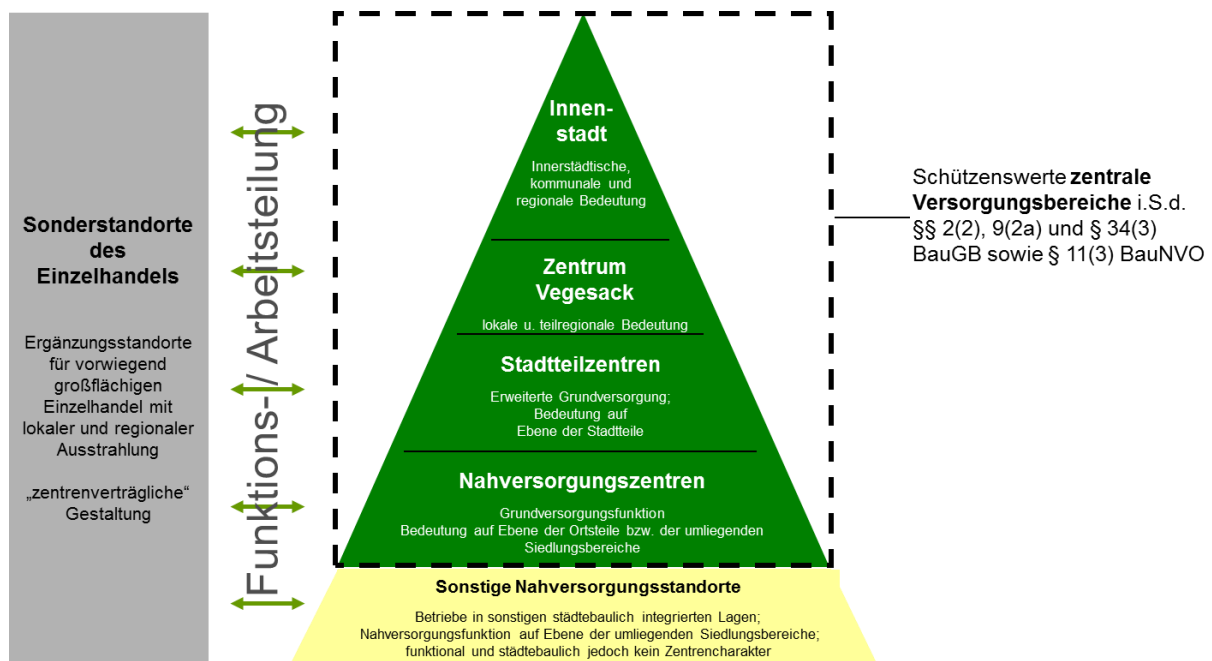 Sonderstandorte
des
Einzelhandels
Ergänzungsstandorte
für vorwiegend
großflächigen
Einzelhandel mit
lokaler und regionaler
Ausstrahlung
„zentrenverträgliche“
Gestaltung
Funktions- / Arbeitsteilung
Innen-
stadt
Innerstädtische,
kommunale und
regionale Bedeutung
Zentrum
Vegesack
lokale u. teilregionale Bedeutung
Stadtteilzentren
Erweiterte Grundversorgung;
Bedeutung auf
Ebene der Stadtteile
Nahversorgungszentren
Grundversorgungsfunktion
Bedeutung auf Ebene der Ortsteile bzw. der umliegenden
Siedlungsbereiche
Sonstige Nahversorgungsstandorte
Betriebe in sonstigen städtebaulich integrierten Lagen;
Nahversorgungsfunktion auf Ebene der umliegenden Siedlungsbereiche;
funktional und städtebaulich jedoch kein Zentrencharakter
Schützenswerte zentrale
Versorgungsbereiche i.S.d.
§§ 2(2), 9(2a) und § 34(3)
BauGB sowie § 11(3) BauNVO